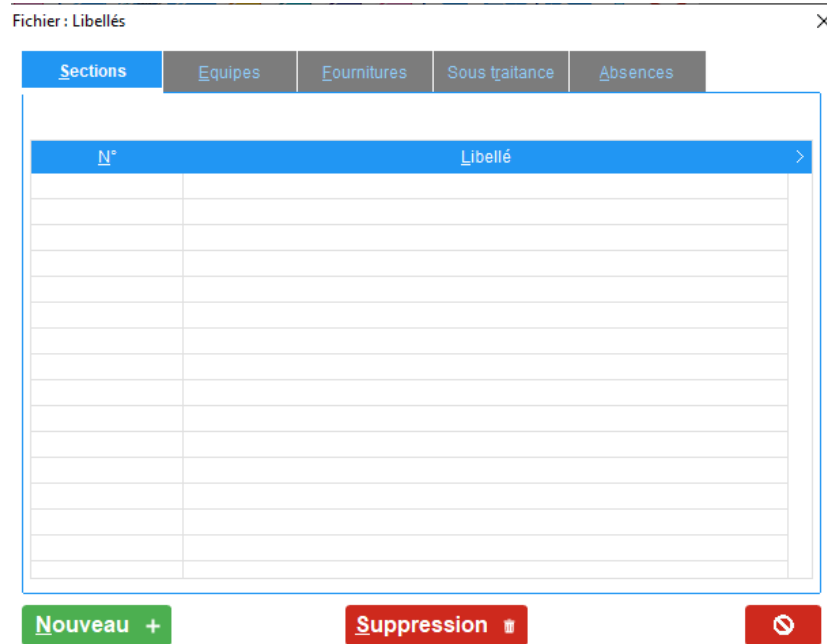 Fichier : Libellés
Sections Equipes Fournitures Sous traitance Absences
N° Libellé
Nouveau + Suppression